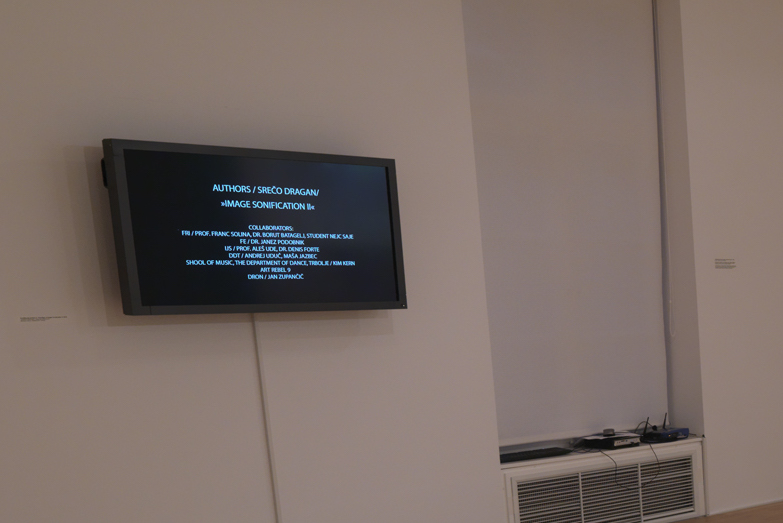 AUTHORS / SREČO DRAGAN/
»IMAGE SONIFICATION II«
COLLABORATORS:
FRI / PROF. FRANC SOLINA, DR. BORUT BATAGELJ, STUDENT NEJC SAJE
FE / DR. JANEZ PODOBNIK
IJS / PROF. ALEŠ UDE, DR. DENIS FORTE
DDT / ANDREJ UDUČ, MAŠA JAZBEC
SHOOL OF MUSIC, THE DEPARTMENT OF DANCE, TRBOLJE / KIM KERN
ART REBEL 9
DRON / JAN ZUPANČIČ